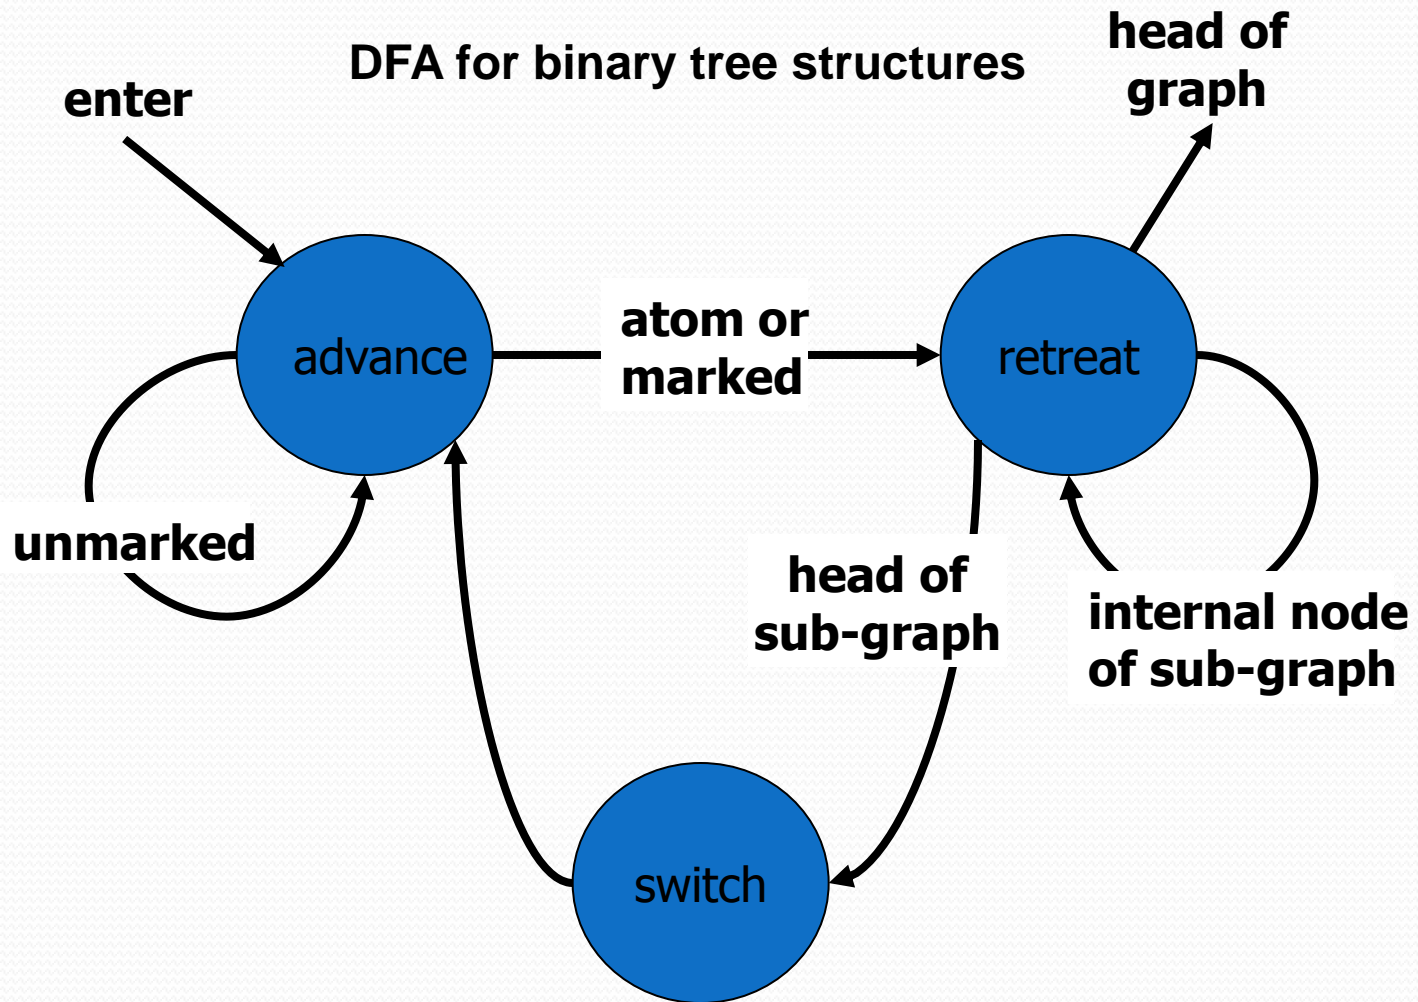 DFA for binary tree structures
head of
graph
enter
advance
atom or
marked
retreat
unmarked
head of
sub-graph
internal node
of sub-graph
switch